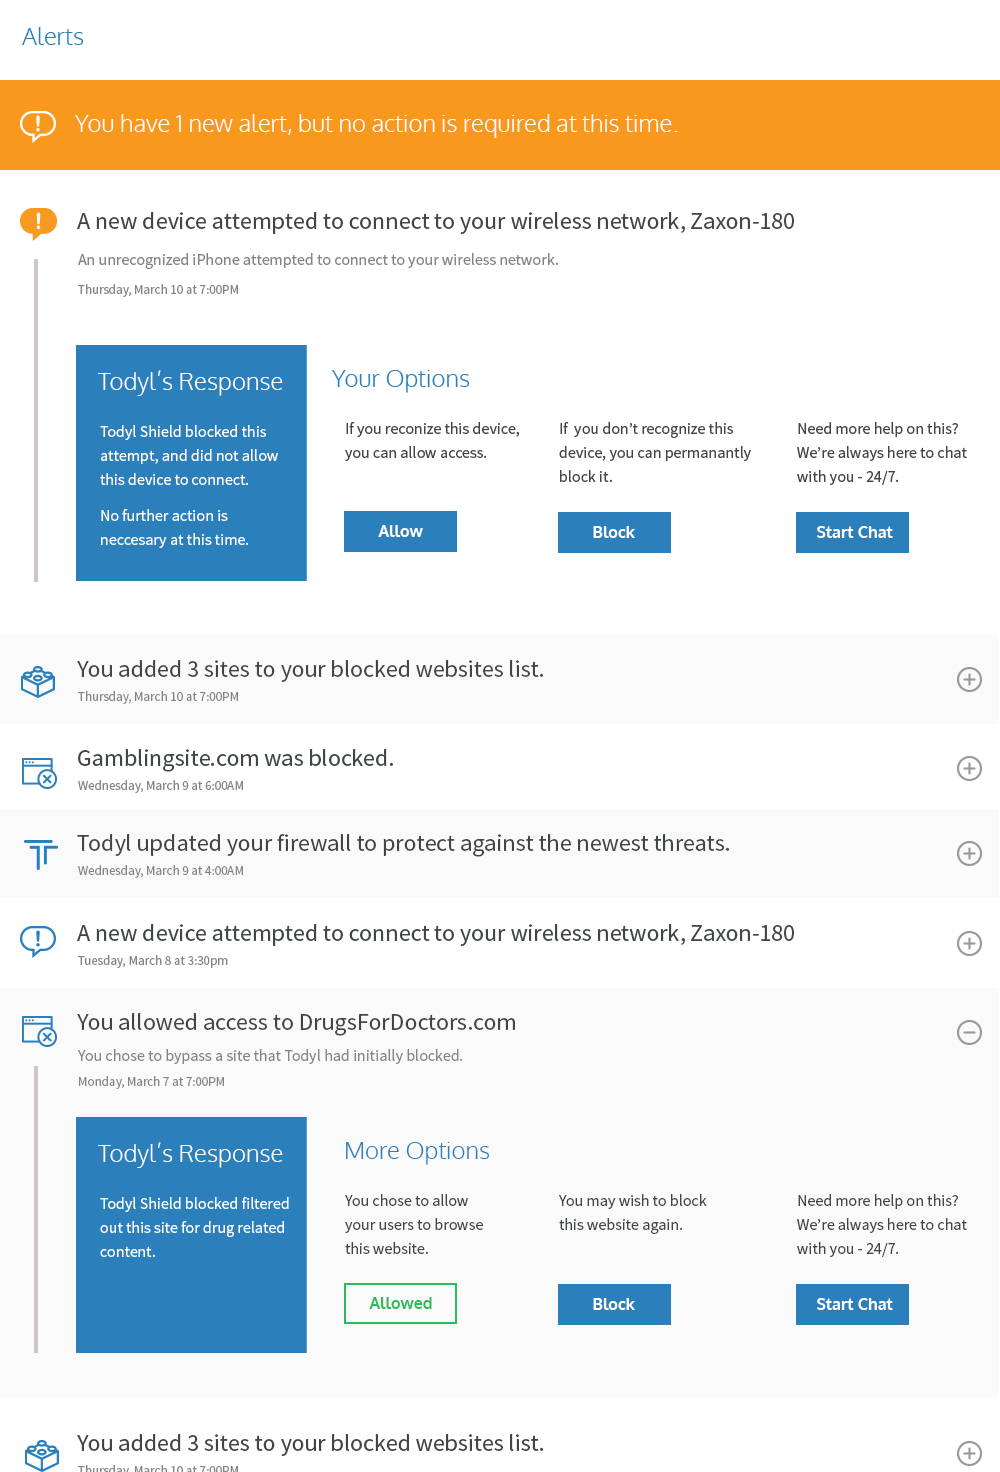 Alerts
You have 1 new alert, but no action is required at this time.
A new device attempted to connect to your wireless network, Zaxon-180
An unrecognized iPhone attempted to connect to your wireless network.
Thursday, March 10 at 7:00PM
Todyl's Response
Todyl Shield blocked this
attempt, and did not allow
this device to connect.
No further action is
neccesary at this time.
Your Options
If you reconize this device,
you can allow access.
Allow
If you don't recognize this
device, you can permanantly
block it.
Block
Need more help on this?
We're always here to chat
with you - 24/7.
Start Chat
You added 3 sites to your blocked websites list.
Thursday, March 10 at 7:00PM
Gamblingsite.com was blocked.
Wednesday, March 9 at 6:00AM
Todyl updated your firewall to protect against the newest threats.
Wednesday, March 9 at 4:00AM
A new device attempted to connect to your wireless network, Zaxon-180
Tuesday, March 8 at 3:30pm
You allowed access to DrugsForDoctors.com
You chose to bypass a site that Todyl had initially blocked.
Monday, March 7 at 7:00PM
Todyl's Response
Todyl Shield blocked filtered
out this site for drug related
content.
More Options
You chose to allow
your users to browse
this website.
Allowed
You may wish to block
this website again.
Block
Need more help on this?
We're always here to chat
with you - 24/7.
Start Chat
You added 3 sites to your blocked websites list.
Thursday, March 10 at 7:00PM